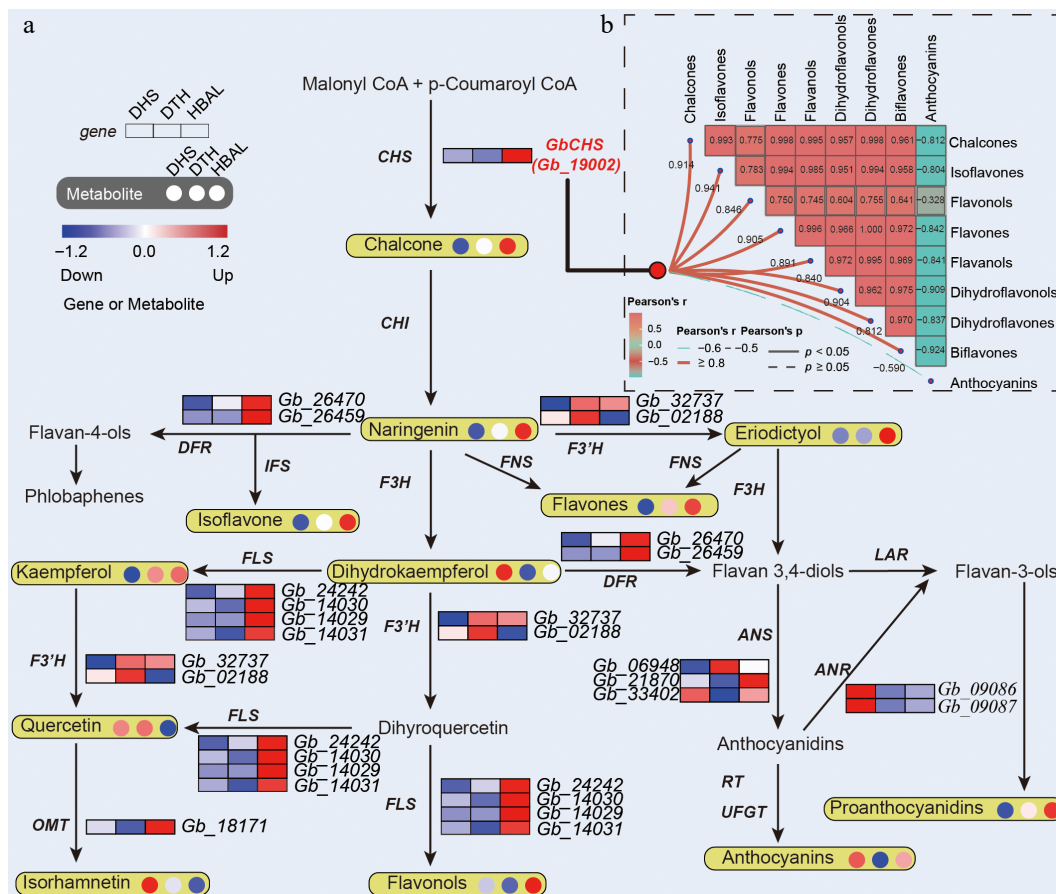 a
b
Malonyl CoA + p-Coumaroyl CoA
DHS
DTH
HBAL
gene
DHS
DTH
HBAL
Metabolite
−1.2
0.0
1.2
Down
Up
Gene or Metabolite
CHS
GbCHS
(Gb_19002)
Chalcone
CHI
Chalcones
Isoflavones
Flavonols
Flavones
Flavanols
Dihydroflavonols
Dihydroflavones
Biflavones
Anthocyanins
0.993 0.775 0.998 0.995 0.957 0.998 0.961 −0.812 Chalcones
0.783 0.994 0.985 0.951 0.994 0.958 −0.804 Isoflavones
0.750 0.745 0.604 0.755 0.641 −0.328 Flavonols
0.996 0.966 1.000 0.972 −0.842 Flavones
0.972 0.995 0.969 −0.841 Flavanols
0.962 0.975 −0.909 Dihydroflavonols
0.970 −0.837 Dihydroflavones
−0.924 Biflavones
Anthocyanins
0.914
0.941
0.846
0.905
0.891
0.840
0.904
0.812
−0.590
Pearson's r
0.5
0.0
−0.5
Pearson's r Pearson's p
−0.6 − −0.5
≥ 0.8
p < 0.05
p ≥ 0.05
Gb_26470
Gb_26459
Flavan-4-ols
DFR
IFS
Phlobaphenes
Isoflavone
Naringenin
Gb_32737
Gb_02188
F3'H
Eriodictyol
FNS
FNS
Flavones
F3H
F3H
Kaempferol
FLS
Gb_24242
Gb_14030
Gb_14029
Gb_14031
Dihydrokaempferol
Gb_26470
Gb_26459
DFR
Flavan 3,4-diols
LAR
Flavan-3-ols
F3'H
Gb_32737
Gb_02188
F3'H
Gb_32737
Gb_02188
ANS
Gb_06948
Gb_21870
Gb_33402
ANR
Gb_09086
Gb_09087
Quercetin
FLS
Gb_24242
Gb_14030
Gb_14029
Gb_14031
Dihyroquercetin
FLS
Gb_24242
Gb_14030
Gb_14029
Gb_14031
Anthocyanidins
RT
UFGT
Proanthocyanidins
OMT
Gb_18171
Isorhamnetin
Flavonols
Anthocyanins